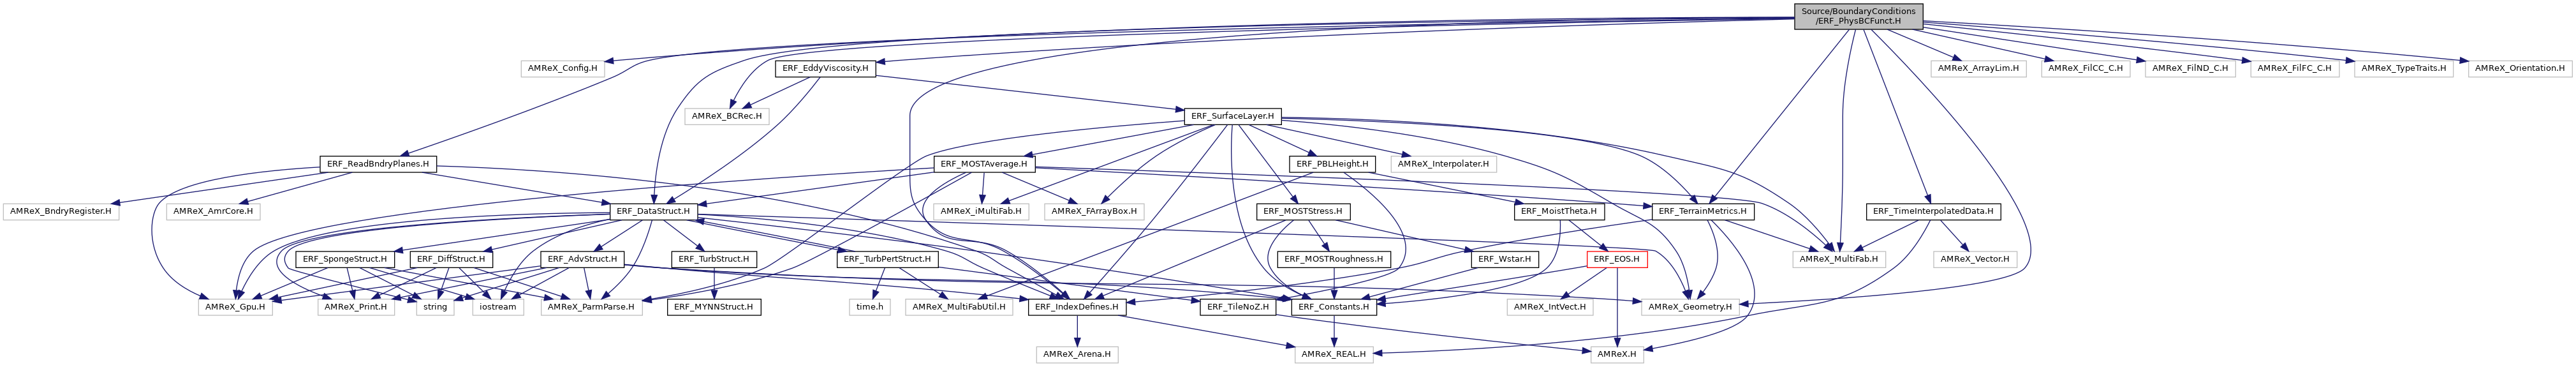 Source/BoundaryConditions
/ERF_PhysBCFunct.H
AMReX_Config.H
ERF_EddyViscosity.H
AMReX_ArrayLim.H
AMReX_FilCC_C.H
AMReX_FilND_C.H
AMReX_FilFC_C.H
AMReX_TypeTraits.H
AMReX_Orientation.H
AMReX_BCRec.H
ERF_SurfaceLayer.H
ERF_ReadBndryPlanes.H
ERF_MOSTAverage.H
ERF_PBLHeight.H
AMReX_Interpolater.H
AMReX_BndryRegister.H
AMReX_AmrCore.H
ERF_DataStruct.H
AMReX_iMultiFab.H
AMReX_FArrayBox.H
ERF_MOSTStress.H
ERF_MoistTheta.H
ERF_TerrainMetrics.H
ERF_TimeInterpolatedData.H
ERF_SpongeStruct.H
ERF_DiffStruct.H
ERF_AdvStruct.H
ERF_TurbStruct.H
ERF_TurbPertStruct.H
ERF_MOSTRoughness.H
ERF_Wstar.H
ERF_EOS.H
AMReX_MultiFab.H
AMReX_Vector.H
AMReX_Gpu.H
AMReX_Print.H
string
iostream
AMReX_ParmParse.H
ERF_MYNNStruct.H
time.h
AMReX_MultiFabUtil.H
ERF_IndexDefines.H
ERF_TileNoZ.H
ERF_Constants.H
AMReX_IntVect.H
AMReX_Geometry.H
AMReX_Arena.H
AMReX_REAL.H
AMReX.H